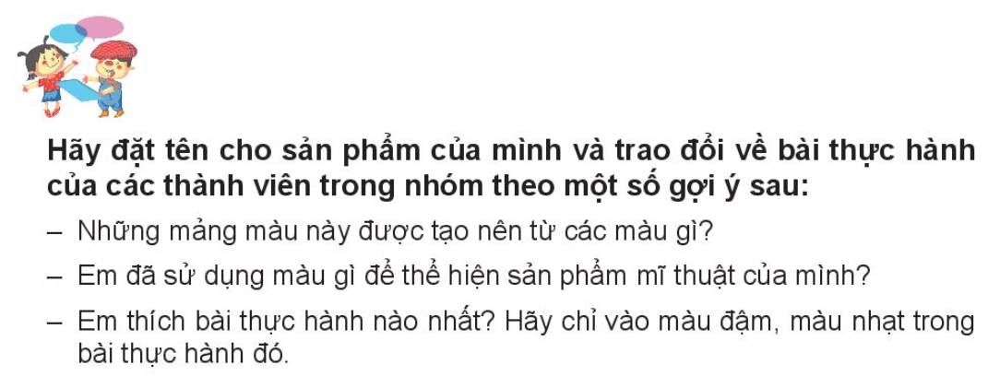 Hãy đặt tên cho sản phẩm của mình và trao đổi về bài thực hành
của các thành viên trong nhóm theo một số gợi ý sau:
– Những mảng màu này được tạo nên từ các màu gì?
– Em đã sử dụng màu gì để thể hiện sản phẩm mĩ thuật của mình?
– Em thích bài thực hành nào nhất? Hãy chỉ vào màu đậm, màu nhạt trong
bài thực hành đó.